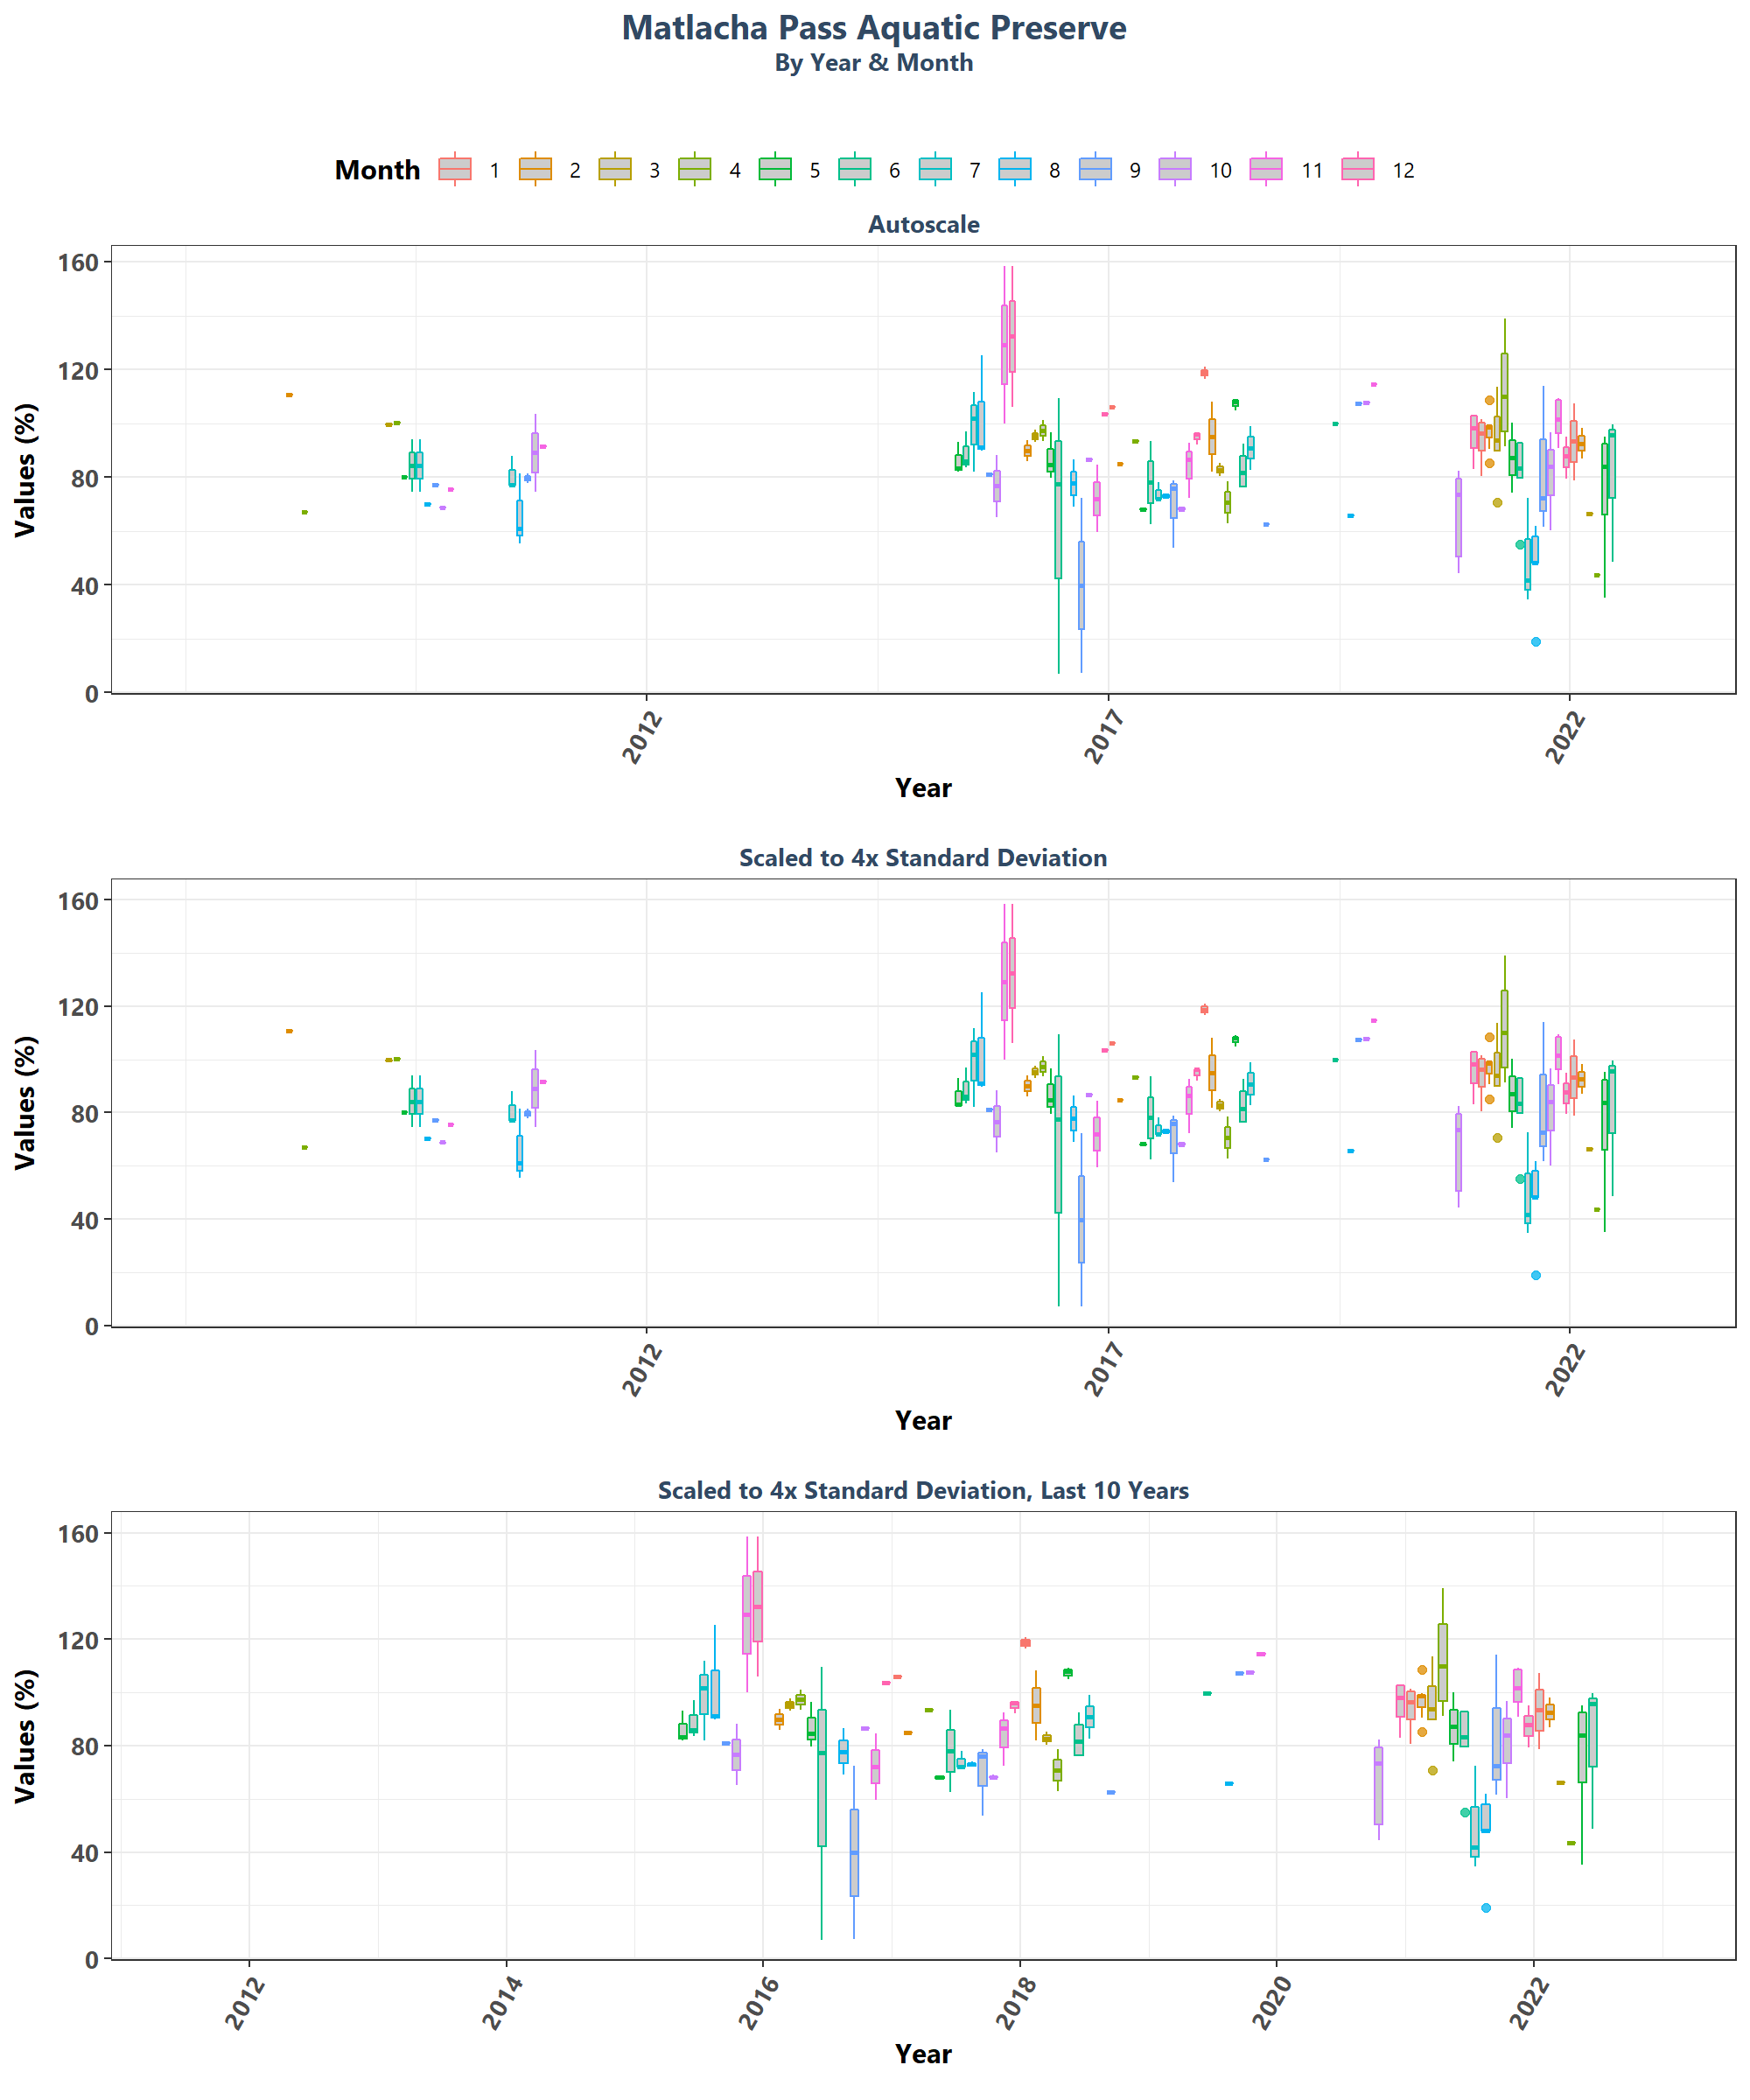 Matlacha Pass Aquatic Preserve
By Year & Month
Month 1 2 3 4 5 6 7 8 9 10 11 12
Autoscale
Values (%)
160
120
80
40
0
2012 2017 2022
Year
Scaled to 4x Standard Deviation
Values (%)
160
120
80
40
0
2012 2017 2022
Year
Scaled to 4x Standard Deviation, Last 10 Years
Values (%)
160
120
80
40
0
2012 2014 2016 2018 2020 2022
Year